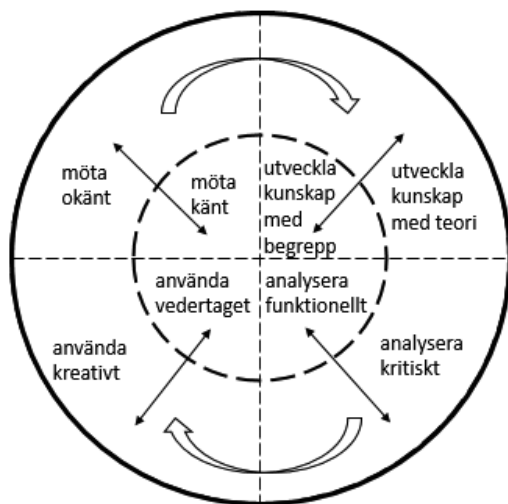 möta
okänt
möta
känt
utveckla
kunskap
med
begrepp
utveckla
kunskap
med teori
använda
vedertaget
analysera
funktionellt
använda
kreativt
analysera
kritiskt